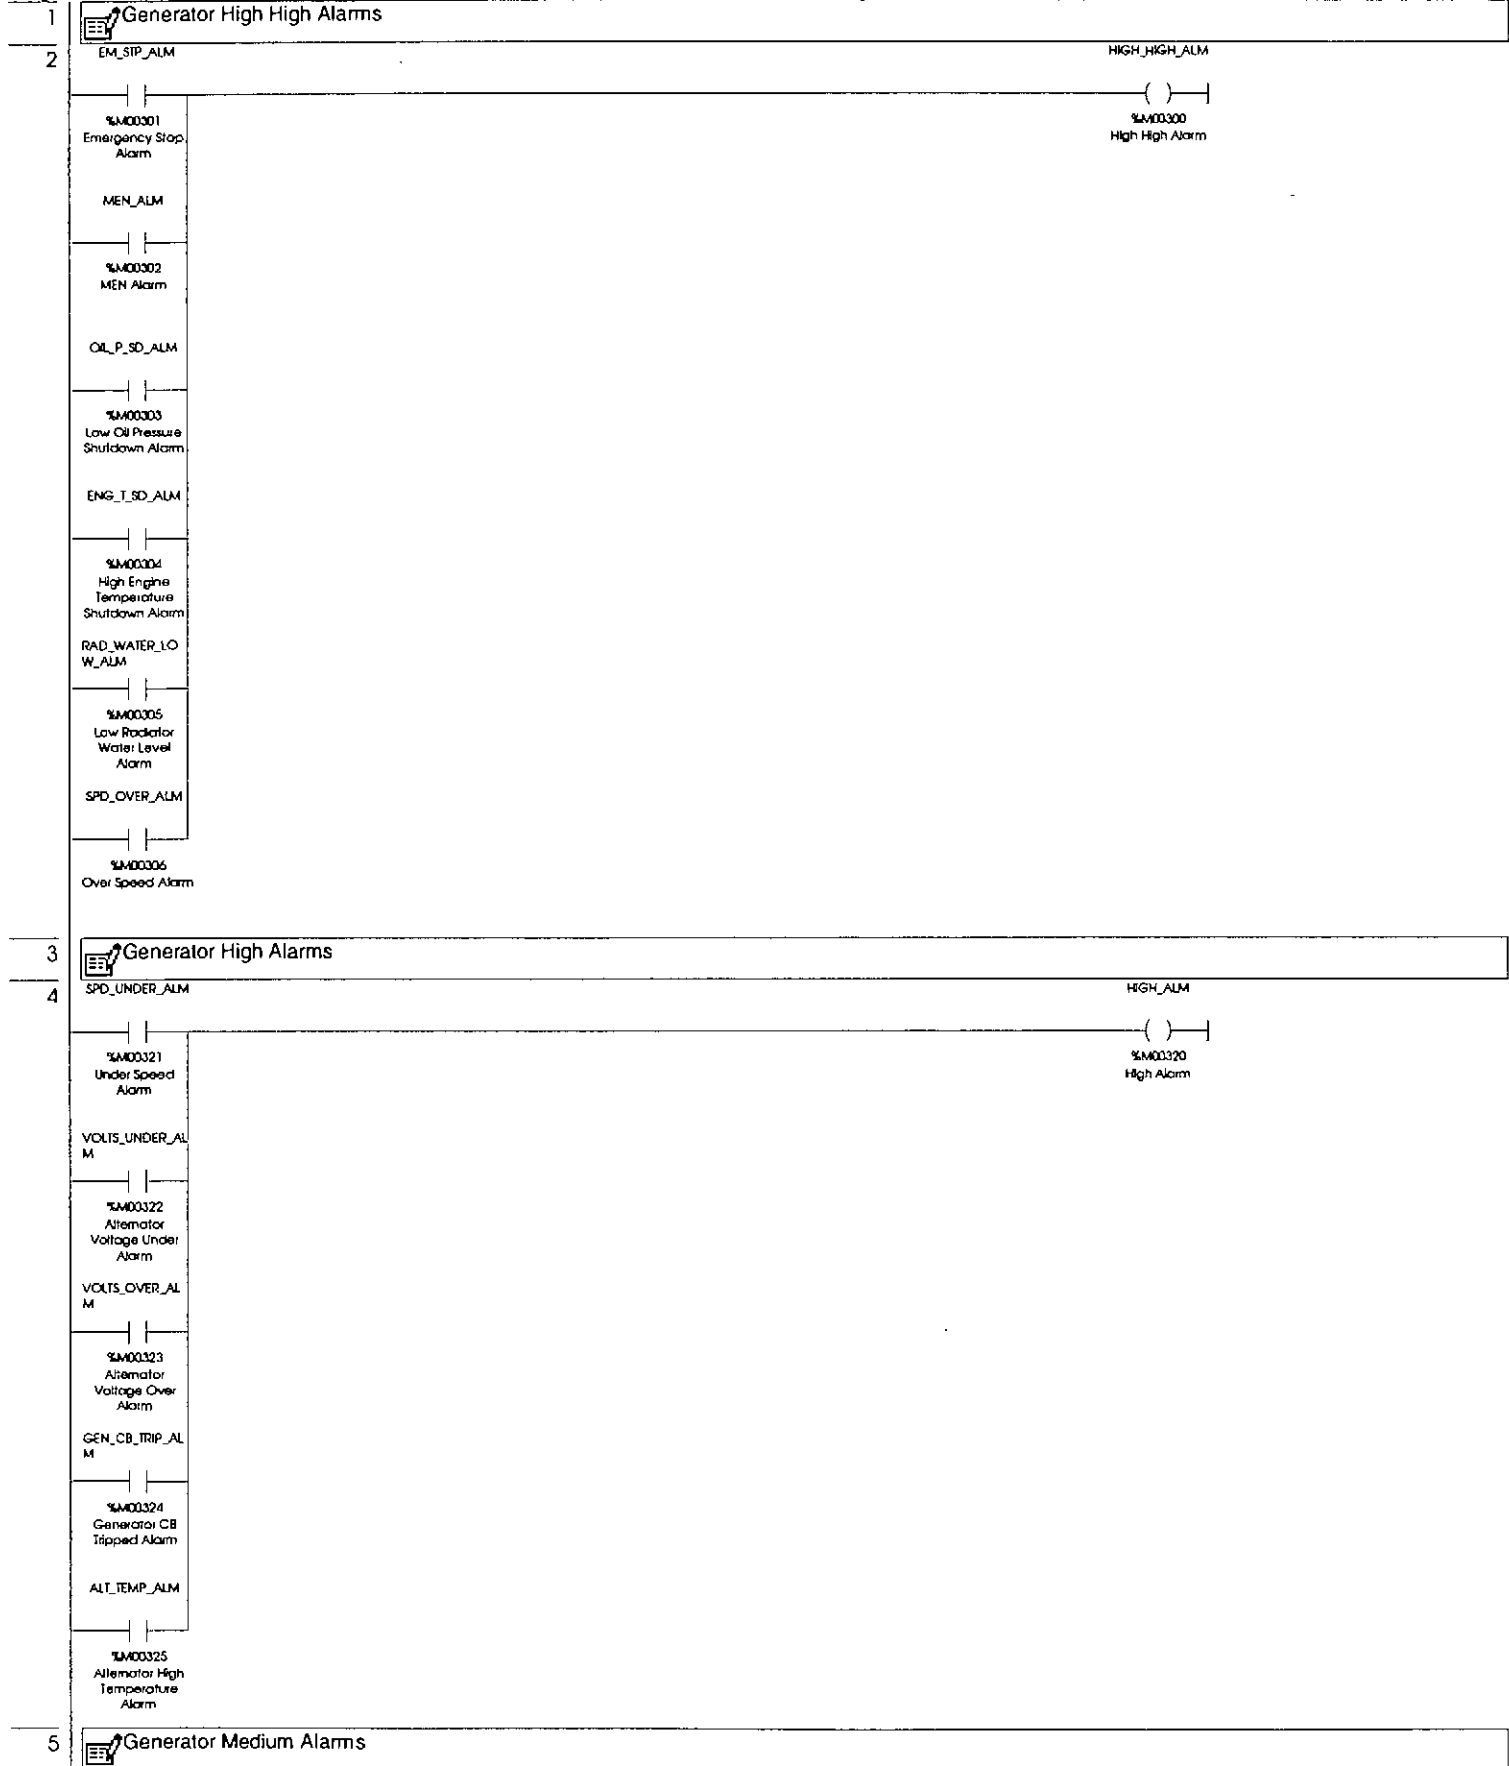 1
Generator High High Alarms
2
EM_STP_ALM
HIGH_HIGH_ALM
%M00301
Emergency Stop
Alarm
%M00300
High High Alarm
MEN_ALM
%M00302
MEN Alarm
OIL_P_SD_ALM
%M00303
Low Oil Pressure
Shutdown Alarm
ENG_T_SD_ALM
%M00304
High Engine
Temperature
Shutdown Alarm
RAD_WATER_LO
W_ALM
%M00305
Low Radiator
Water Level
Alarm
SPD_OVER_ALM
%M00306
Over Speed Alarm
3
Generator High Alarms
4
SPD_UNDER_ALM
HIGH_ALM
%M00321
Under Speed
Alarm
%M00320
High Alarm
VOLTS_UNDER_AL
M
%M00322
Alternator
Voltage Under
Alarm
VOLTS_OVER_AL
M
%M00323
Alternator
Voltage Over
Alarm
GEN_CB_TRIP_AL
M
%M00324
Generator CB
Tripped Alarm
ALT_TEMP_ALM
%M00325
Alternator High
Temperature
Alarm
5
Generator Medium Alarms